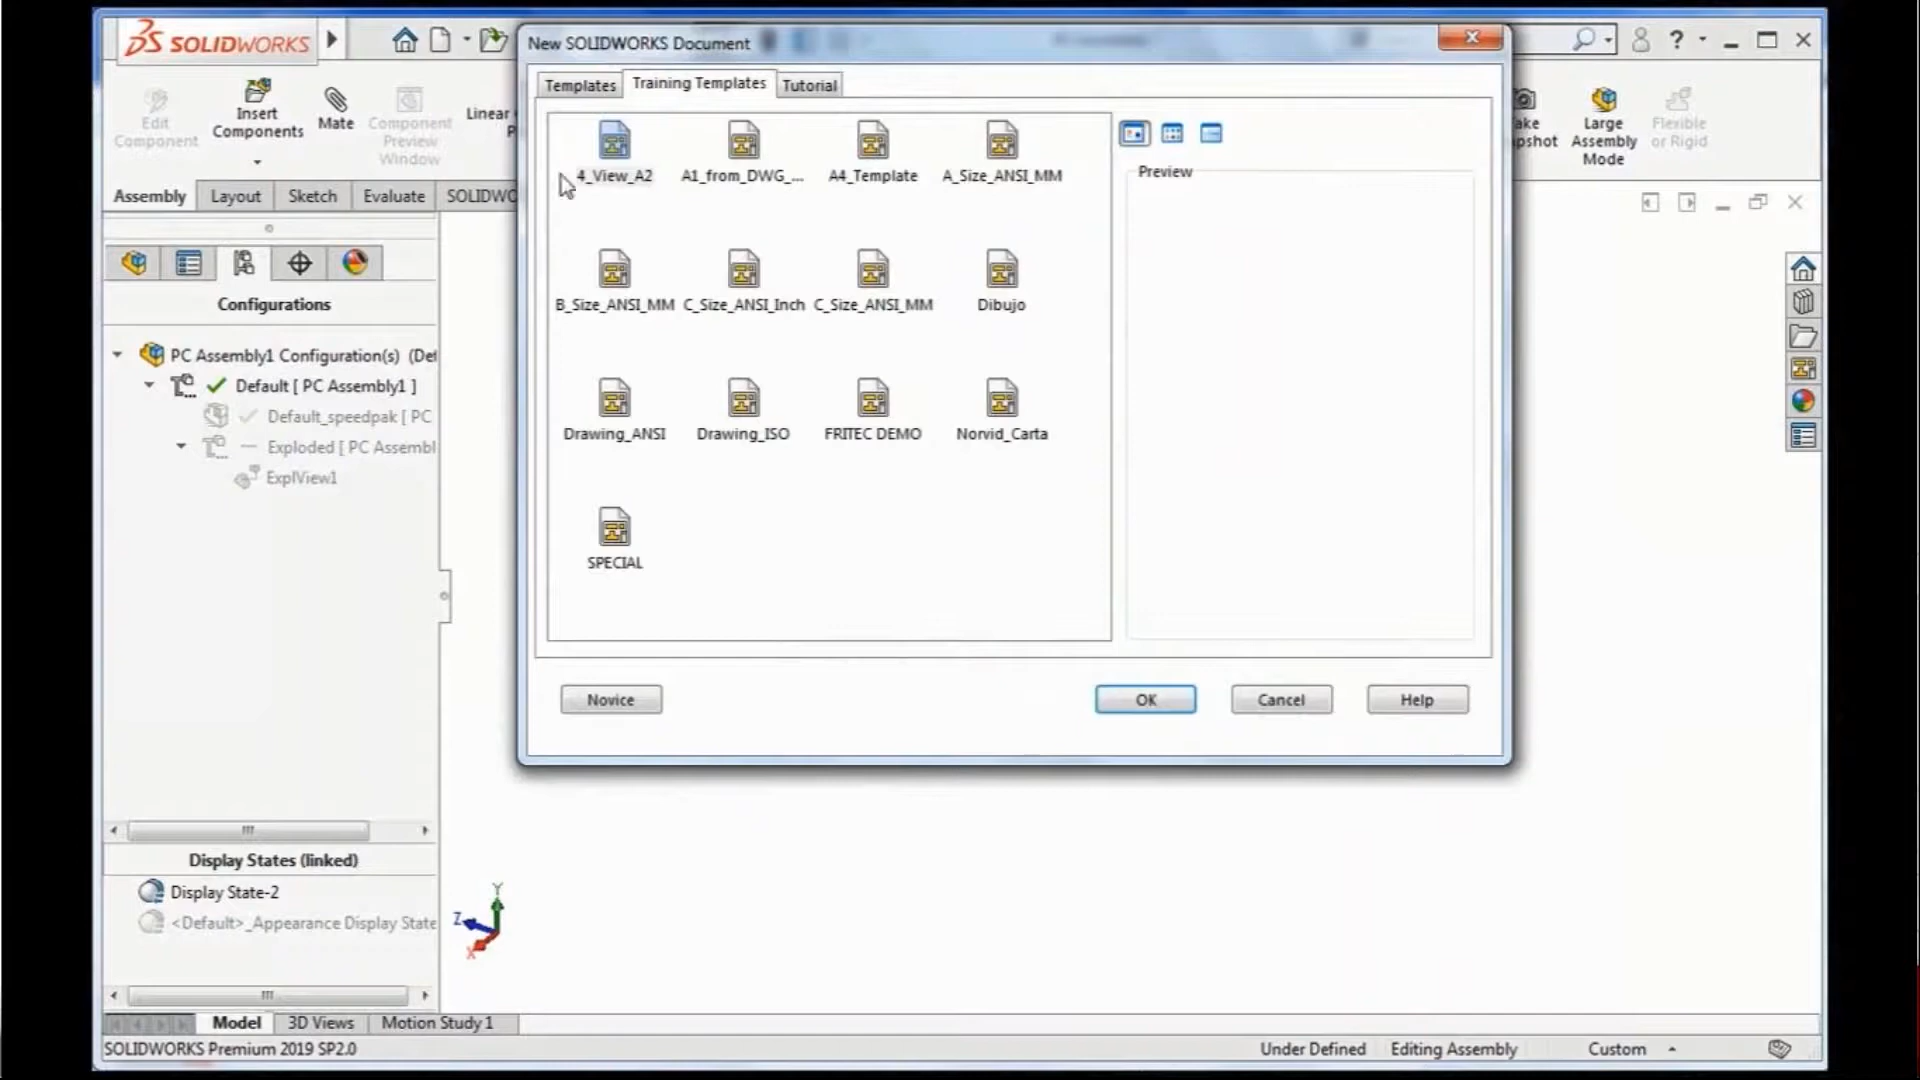 SOLIDWORKS
New SOLIDWORKS Document
Templates
Training Templates
Tutorial
Edit
Component
Insert
Components
Mate
Component
Preview
Window
Linear
Large
Assembly
Mode
Flexible
or Rigid
Assembly
Layout
Sketch
Evaluate
4_View_A2
A1_from_DWG_...
A4_Template
A_Size_ANSI_MM
Preview
B_Size_ANSI_MM
C_Size_ANSI_Inch
C_Size_ANSI_MM
Dibujo
Drawing_ANSI
Drawing_ISO
FRITEC DEMO
Norvid_Carta
SPECIAL
Novice
OK
Cancel
Help
Configurations
PC Assembly1 Configuration(s) (Def
Default [ PC Assembly1 ]
Default_speedpak [ PC
Exploded [ PC Assembl
ExplView1
Display States (linked)
Display State-2
<Default>_Appearance Display State
Y
Z
X
Model
3D Views
Motion Study 1
SOLIDWORKS Premium 2019 SP2.0
Under Defined
Editing Assembly
Custom